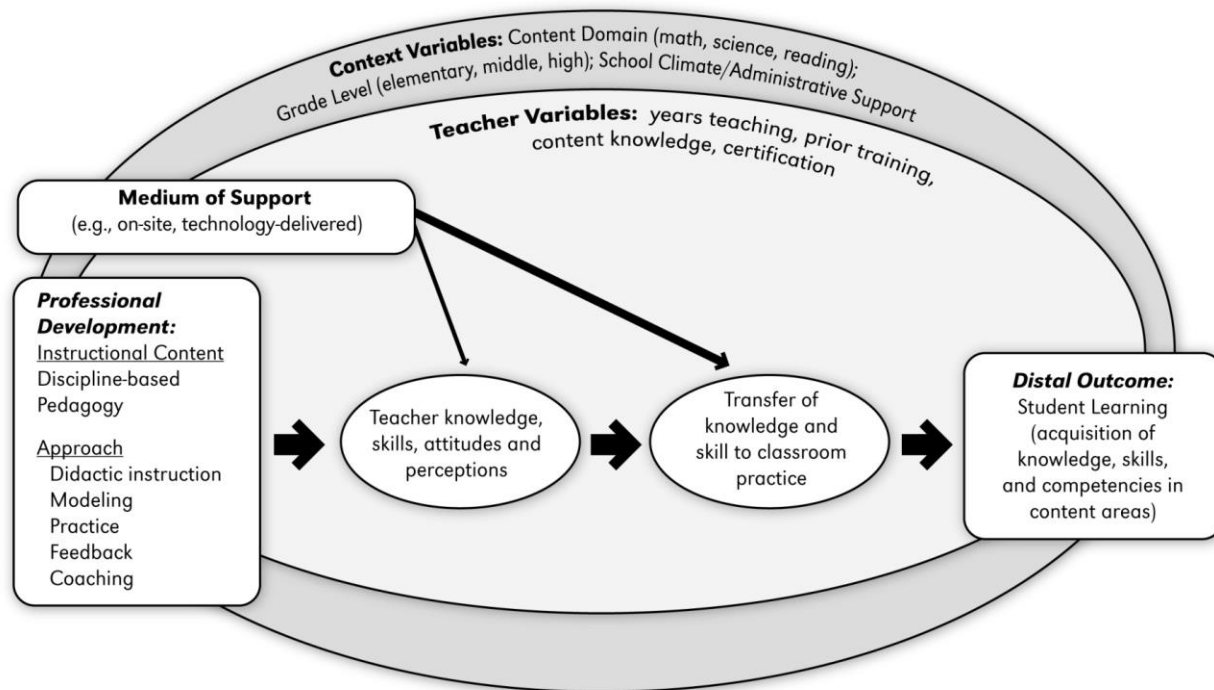 Context Variables: Content Domain (math, science, reading);
Grade Level (elementary, middle, high); School Climate/Administrative Support
Teacher Variables: years teaching, prior training,
content knowledge, certification
Medium of Support
(e.g., on-site, technology-delivered)
Professional
Development:
Instructional Content
Discipline-based
Pedagogy
Approach
Didactic instruction
Modeling
Practice
Feedback
Coaching
Teacher knowledge,
skills, attitudes and
perceptions
Transfer of
knowledge and
skill to classroom
practice
Distal Outcome:
Student Learning
(acquisition of
knowledge, skills,
and competencies in
content areas)